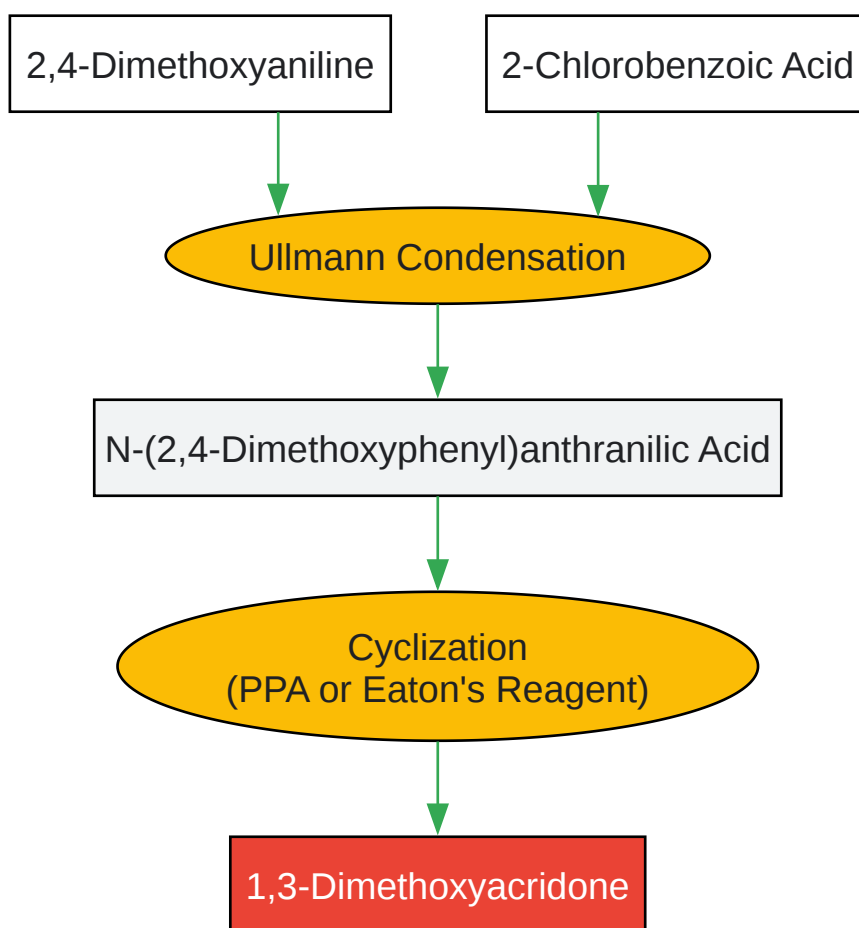 2,4-Dimethoxyaniline
2-Chlorobenzoic Acid
Ullmann Condensation
N-(2,4-Dimethoxyphenyl)anthranilic Acid
Cyclization
(PPA or Eaton's Reagent)
1,3-Dimethoxyacridone